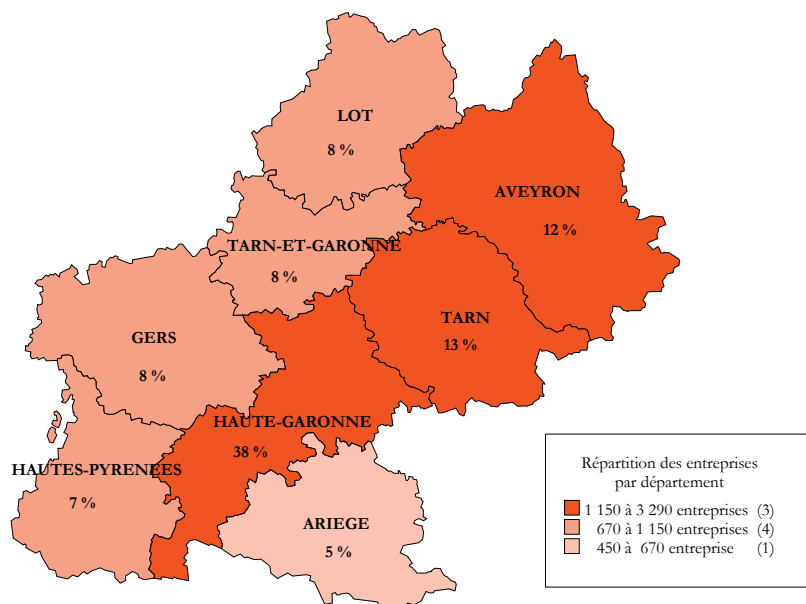 LOT
8 %
AVEYRON
12 %
TARN-ET-GARONNE
8 %
TARN
13 %
GERS
8 %
HAUTE-GARONNE
38 %
HAUTES-PYRENEES
7 %
ARIEGE
5 %
Répartition des entreprises
par département
1 150 à 3 290 entreprises (3)
670 à 1 150 entreprises (4)
450 à 670 entreprise (1)